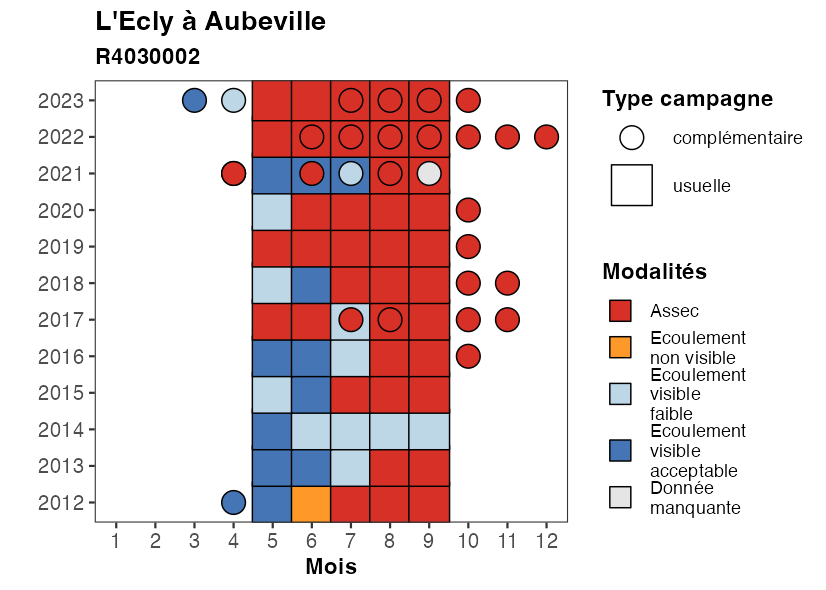 L'Ecly à Aubeville
R4030002
2023
2022
2021
2020
2019
2018
2017
2016
2015
2014
2013
2012
1 2 3 4 5 6 7 8 9 10 11 12
Mois
Type campagne
complémentaire
usuelle
Modalités
Assec
Ecoulement
non visible
Ecoulement
visible
faible
Ecoulement
visible
acceptable
Donnée
manquante